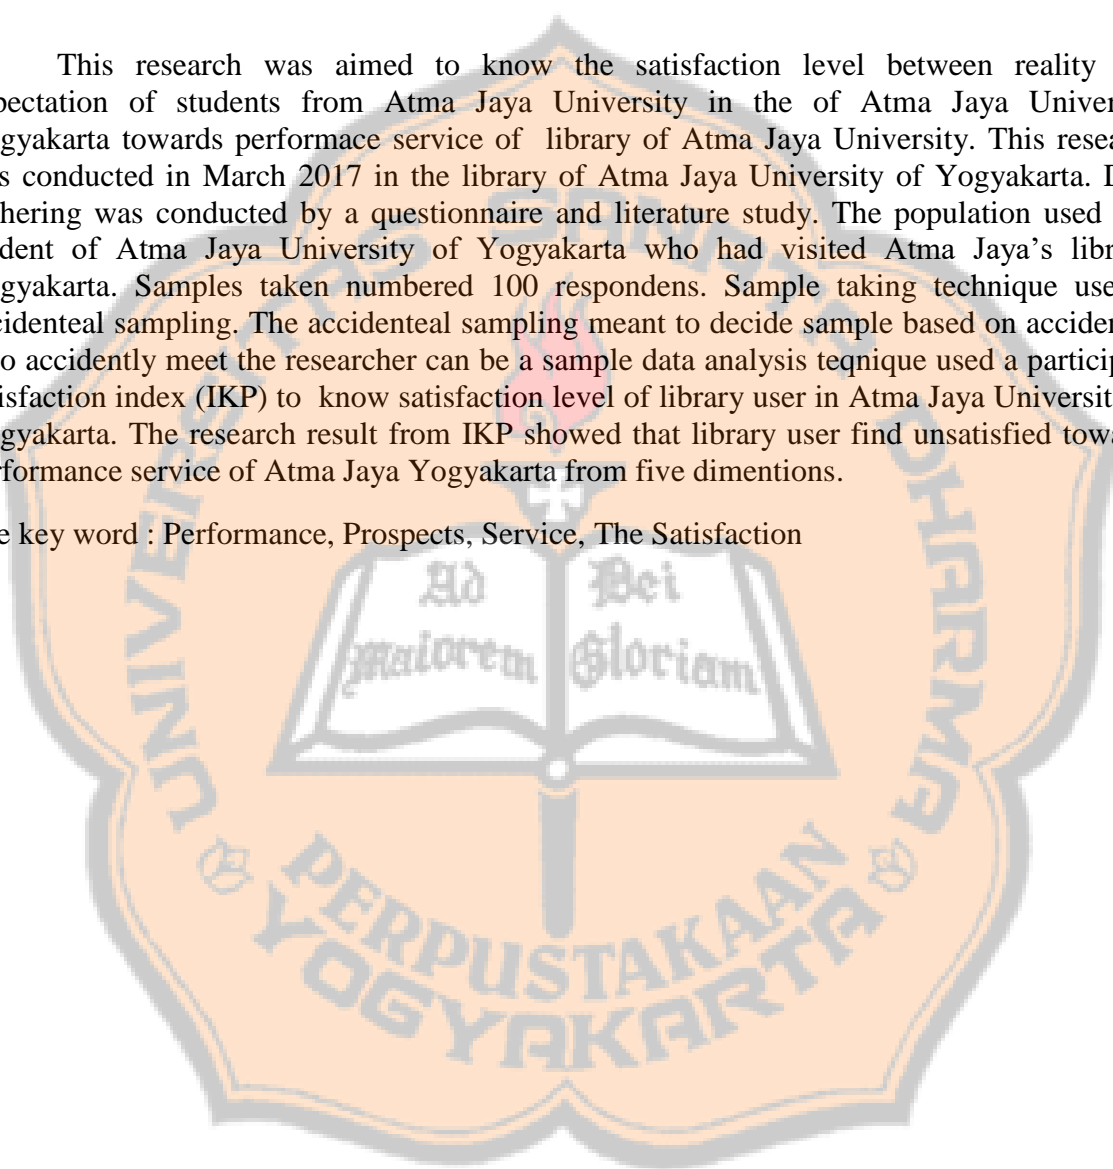 This research was aimed to know the satisfaction level between reality
pectation of students from Atma Jaya University in the of Atma Jaya Univer
gyakarta towards performace service of library of Atma Jaya University. This resea
s conducted in March 2017 in the library of Atma Jaya University of Yogyakarta. D
hering was conducted by a questionnaire and literature study. The population used
dent of Atma Jaya University of Yogyakarta who had visited Atma Jaya’s libr
gyakarta. Samples taken numbered 100 respondens. Sample taking technique use
cidenteal sampling. The accidenteal sampling meant to decide sample based on acciden
o accidently meet the researcher can be a sample data analysis teqnique used a particip
isfaction index (IKP) to know satisfaction level of library user in Atma Jaya Universit
gyakarta. The research result from IKP showed that library user find unsatisfied towa
rformance service of Atma Jaya Yogyakarta from five dimentions.
e key word : Performance, Prospects, Service, The Satisfaction
UNIVERSITAS SANATA DHARMA
Ad Dei
maiorem Gloriam
PERPUSTAKAAN
YOGYAKARTA